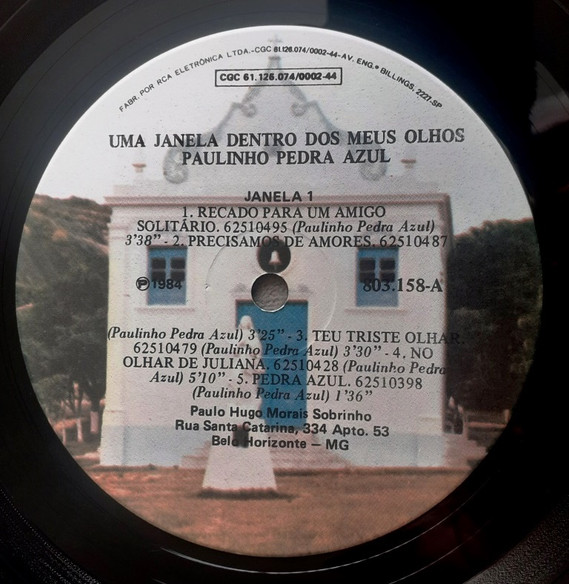 FABR. POR RCA ELETRÔNICA LTDA.-CGC 61.126.074/0002-44-AV. ENG.º BILLINGS, 2227-SP
CGC 61.126.074/0002-44
UMA JANELA DENTRO DOS MEUS OLHOS
PAULINHO PEDRA AZUL
JANELA 1
1. RECADO PARA UM AMIGO
SOLITÁRIO. 62510495 (Paulinho Pedra Azul)
3'38” - 2. PRECISAMOS DE AMORES. 62510487
Ⓟ1984
803.158-A
(Paulinho Pedra Azul) 3'25” - 3. TEU TRISTE OLHAR.
62510479 (Paulinho Pedra Azul) 3'30” - 4. NO
OLHAR DE JULIANA. 62510428 (Paulinho Pedra
Azul) 5'10” - 5. PEDRA AZUL. 62510398
(Paulinho Pedra Azul) 1'36”
Paulo Hugo Morais Sobrinho
Rua Santa Catarina, 334 Apto. 53
Belo Horizonte – MG